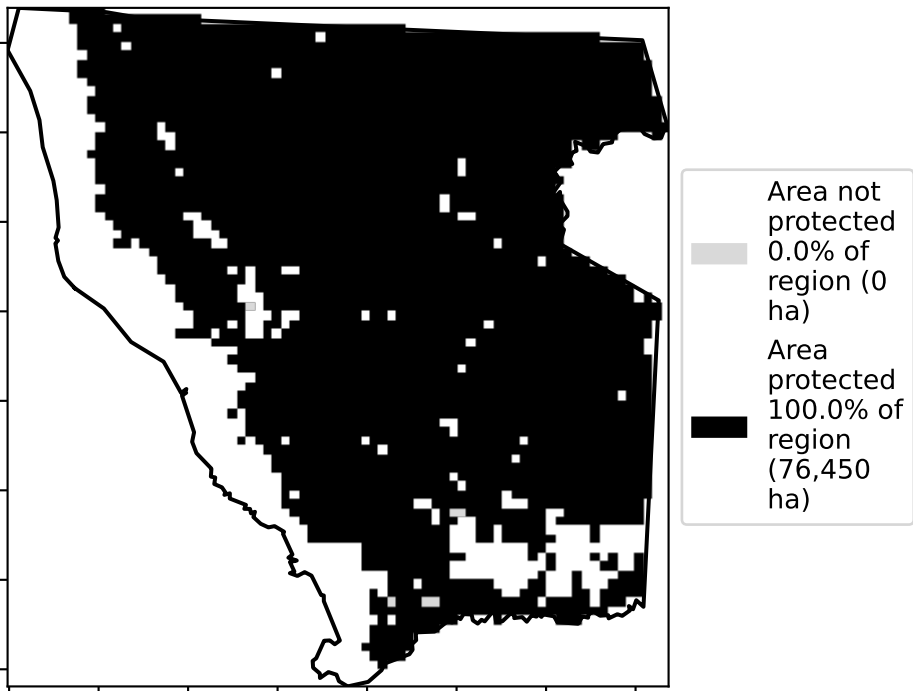 Area not
protected
0.0% of
region (0
ha)
Area
protected
100.0% of
region
(76,450
ha)